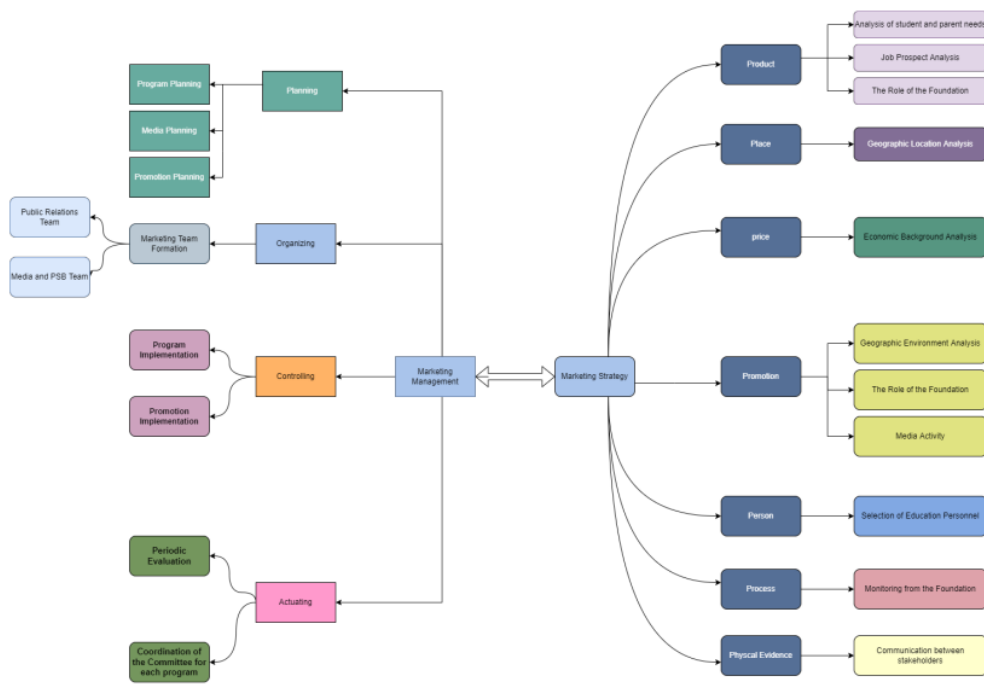 Program Planning
Media Planning
Promotion Planning
Planning
Public Relations
Team
Media and PSB Team
Marketing Team
Formation
Organizing
Program
Implementation
Promotion
Implementation
Controlling
Periodic
Evaluation
Coordination of
the Committee for
each program
Actuating
Marketing
Management
Marketing Strategy
Product
Analysis of student and parent needs
Job Prospect Analysis
The Role of the Foundation
Place
Geographic Location Analysis
price
Economic Background Analysis
Promotion
Geographic Environment Analysis
The Role of the Foundation
Media Activity
Person
Selection of Education Personnel
Process
Monitoring from the Foundation
Physcal Evidence
Communication between
stakeholders